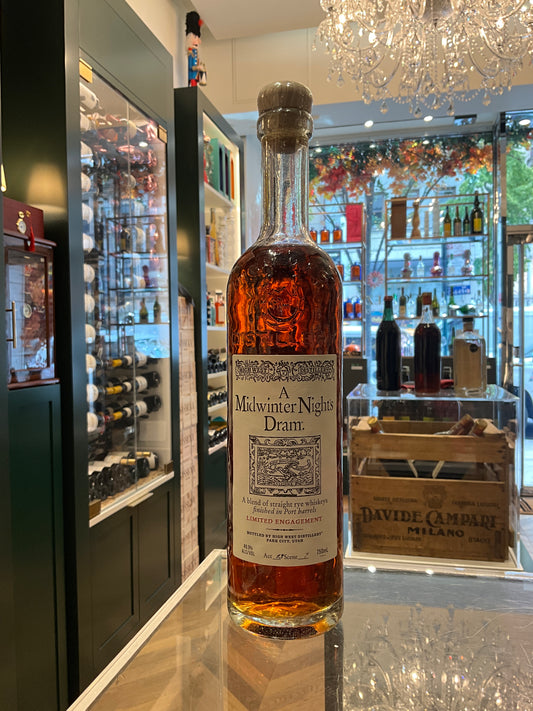 A
Midwinter Nights
Dram.
A blend of straight rye whiskeys
finished in Port barrels
LIMITED ENGAGEMENT
BOTTLED BY HIGH WEST DISTILLERY
PARK CITY, UTAH
Act Scene
750mL
DAVIDE CAMPARI
MILANO